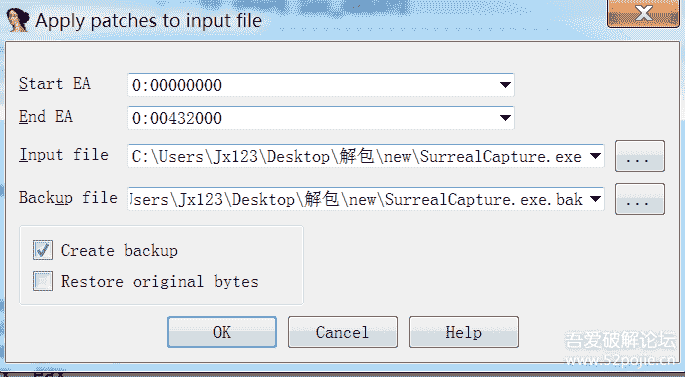 Apply patches to input file
Start EA 0:00000000
End EA 0:00432000
Input file C:\Users\Jx123\Desktop\解包\new\SurrealCapture.exe ...
Backup file Jsers\Jx123\Desktop\解包\new\SurrealCapture.exe.bak ...
Create backup
Restore original bytes
OK Cancel Help
吾爱破解论坛
www.52pojie.cn